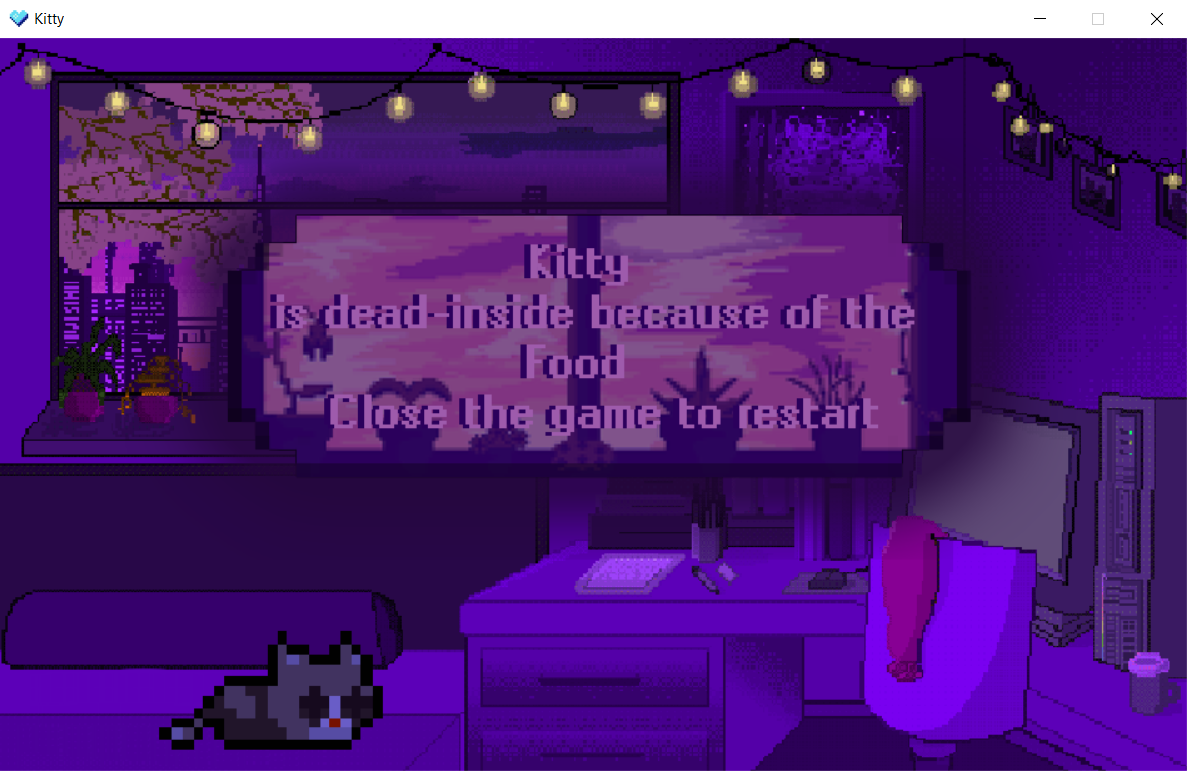 Kitty
Kitty
is dead-inside because of the
Food
Close the game to restart